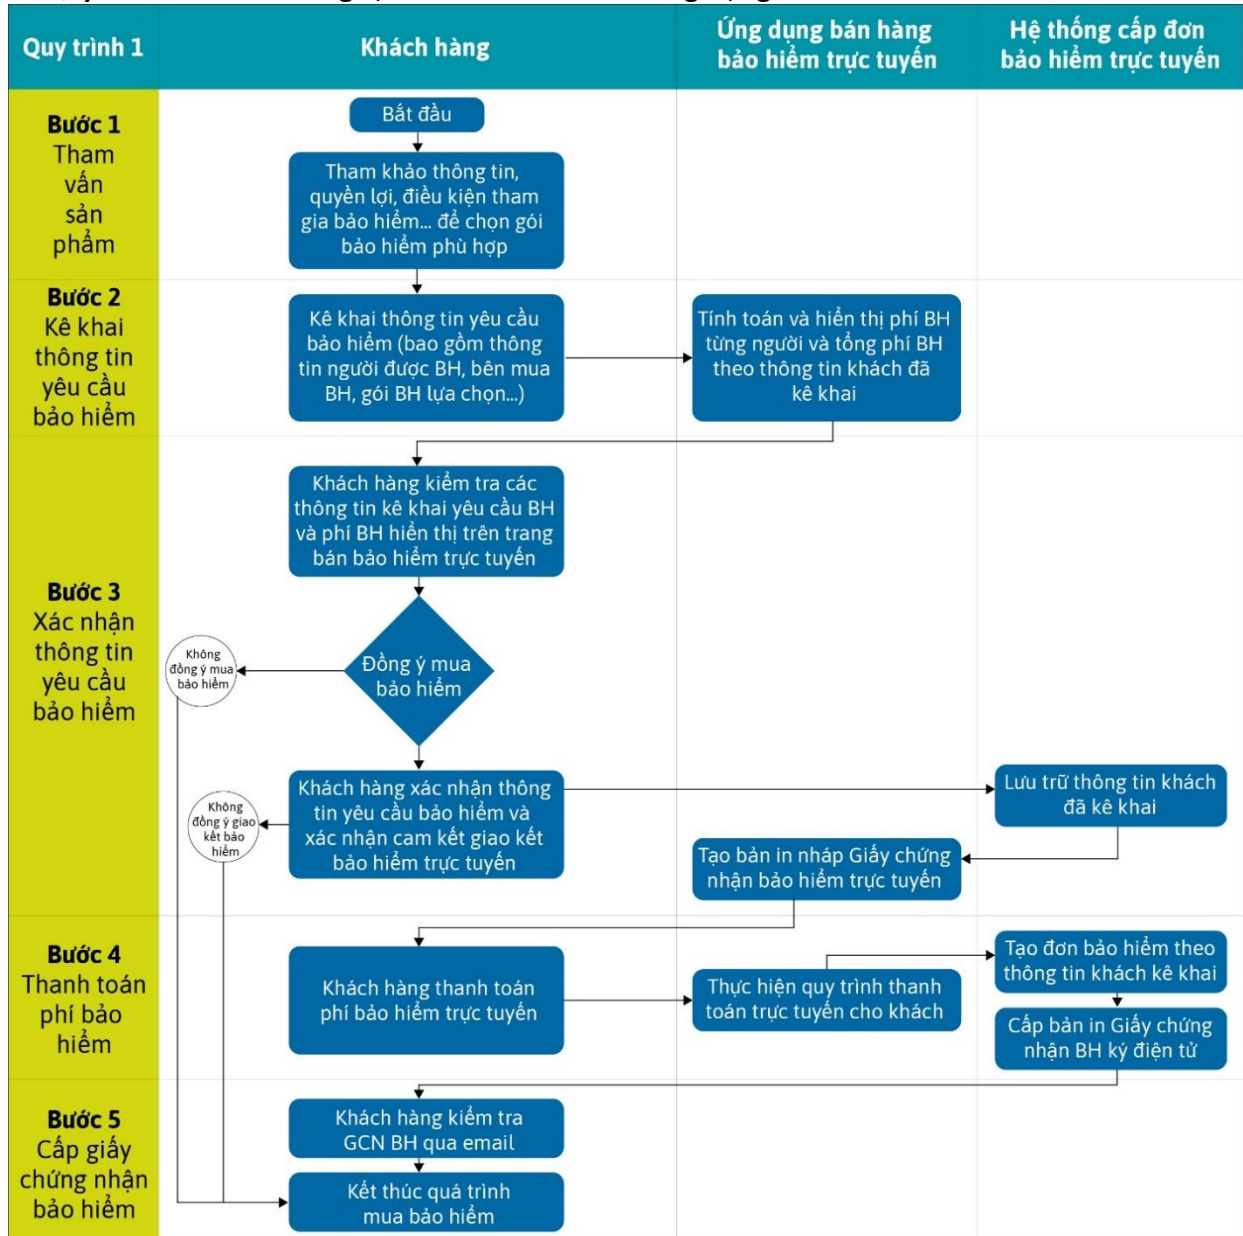 Quy trình 1
Khách hàng
Ứng dụng bán hàng
bảo hiểm trực tuyến
Hệ thống cấp đơn
bảo hiểm trực tuyến
Bước 1
Tham
vấn
sản
phẩm
Bắt đầu
Tham khảo thông tin,
quyền lợi, điều kiện tham
gia bảo hiểm... để chọn gói
bảo hiểm phù hợp
Bước 2
Kê khai
thông tin
yêu cầu
bảo hiểm
Kê khai thông tin yêu cầu
bảo hiểm (bao gồm thông
tin người được BH, bên mua
BH, gói BH lựa chọn...)
Tính toán và hiển thị phí BH
từng người và tổng phí BH
theo thông tin khách đã
kê khai
Bước 3
Xác nhận
thông tin
yêu cầu
bảo hiểm
Khách hàng kiểm tra các
thông tin kê khai yêu cầu BH
và phí BH hiển thị trên trang
bán bảo hiểm trực tuyến
Không
đồng ý mua
bảo hiểm
Đồng ý mua
bảo hiểm
Không
đồng ý giao
kết bảo
hiểm
Khách hàng xác nhận thông
tin yêu cầu bảo hiểm và
xác nhận cam kết giao kết
bảo hiểm trực tuyến
Lưu trữ thông tin khách
đã kê khai
Tạo bản in nháp Giấy chứng
nhận bảo hiểm trực tuyến
Bước 4
Thanh toán
phí bảo
hiểm
Khách hàng thanh toán
phí bảo hiểm trực tuyến
Thực hiện quy trình thanh
toán trực tuyến cho khách
Tạo đơn bảo hiểm theo
thông tin khách kê khai
Cấp bản in Giấy chứng
nhận BH ký điện tử
Bước 5
Cấp giấy
chứng nhận
bảo hiểm
Khách hàng kiểm tra
GCN BH qua email
Kết thúc quá trình
mua bảo hiểm